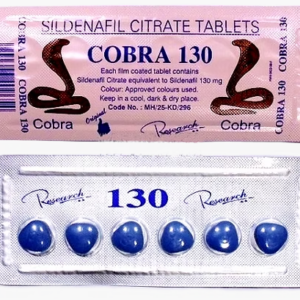 SILDENAFIL CITRATE TABLETS
COBRA 130
Each film coated tablet contains
Sildenafil Citrate equivalent to Sildenafil 130 mg
Colour: Approved colours used.
Keep in a cool, dark & dry place.
Code No. : MH/25-KD/296
Cobra
Original
Research
Cobra
COBRA 130
Research
130
Research